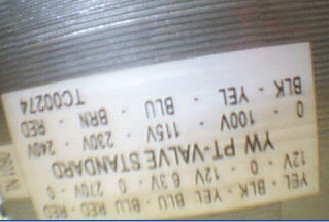 YEL - BLK - YEL - BLU - BLU - RED - RED
12V - 0 - 12V 6.3V 0 270V - 0
YW PT-VALVE STANDARD
0 - 100V - 115V - 230V - 240V
BLK - YEL - BLU - BRN - RED
TC00274